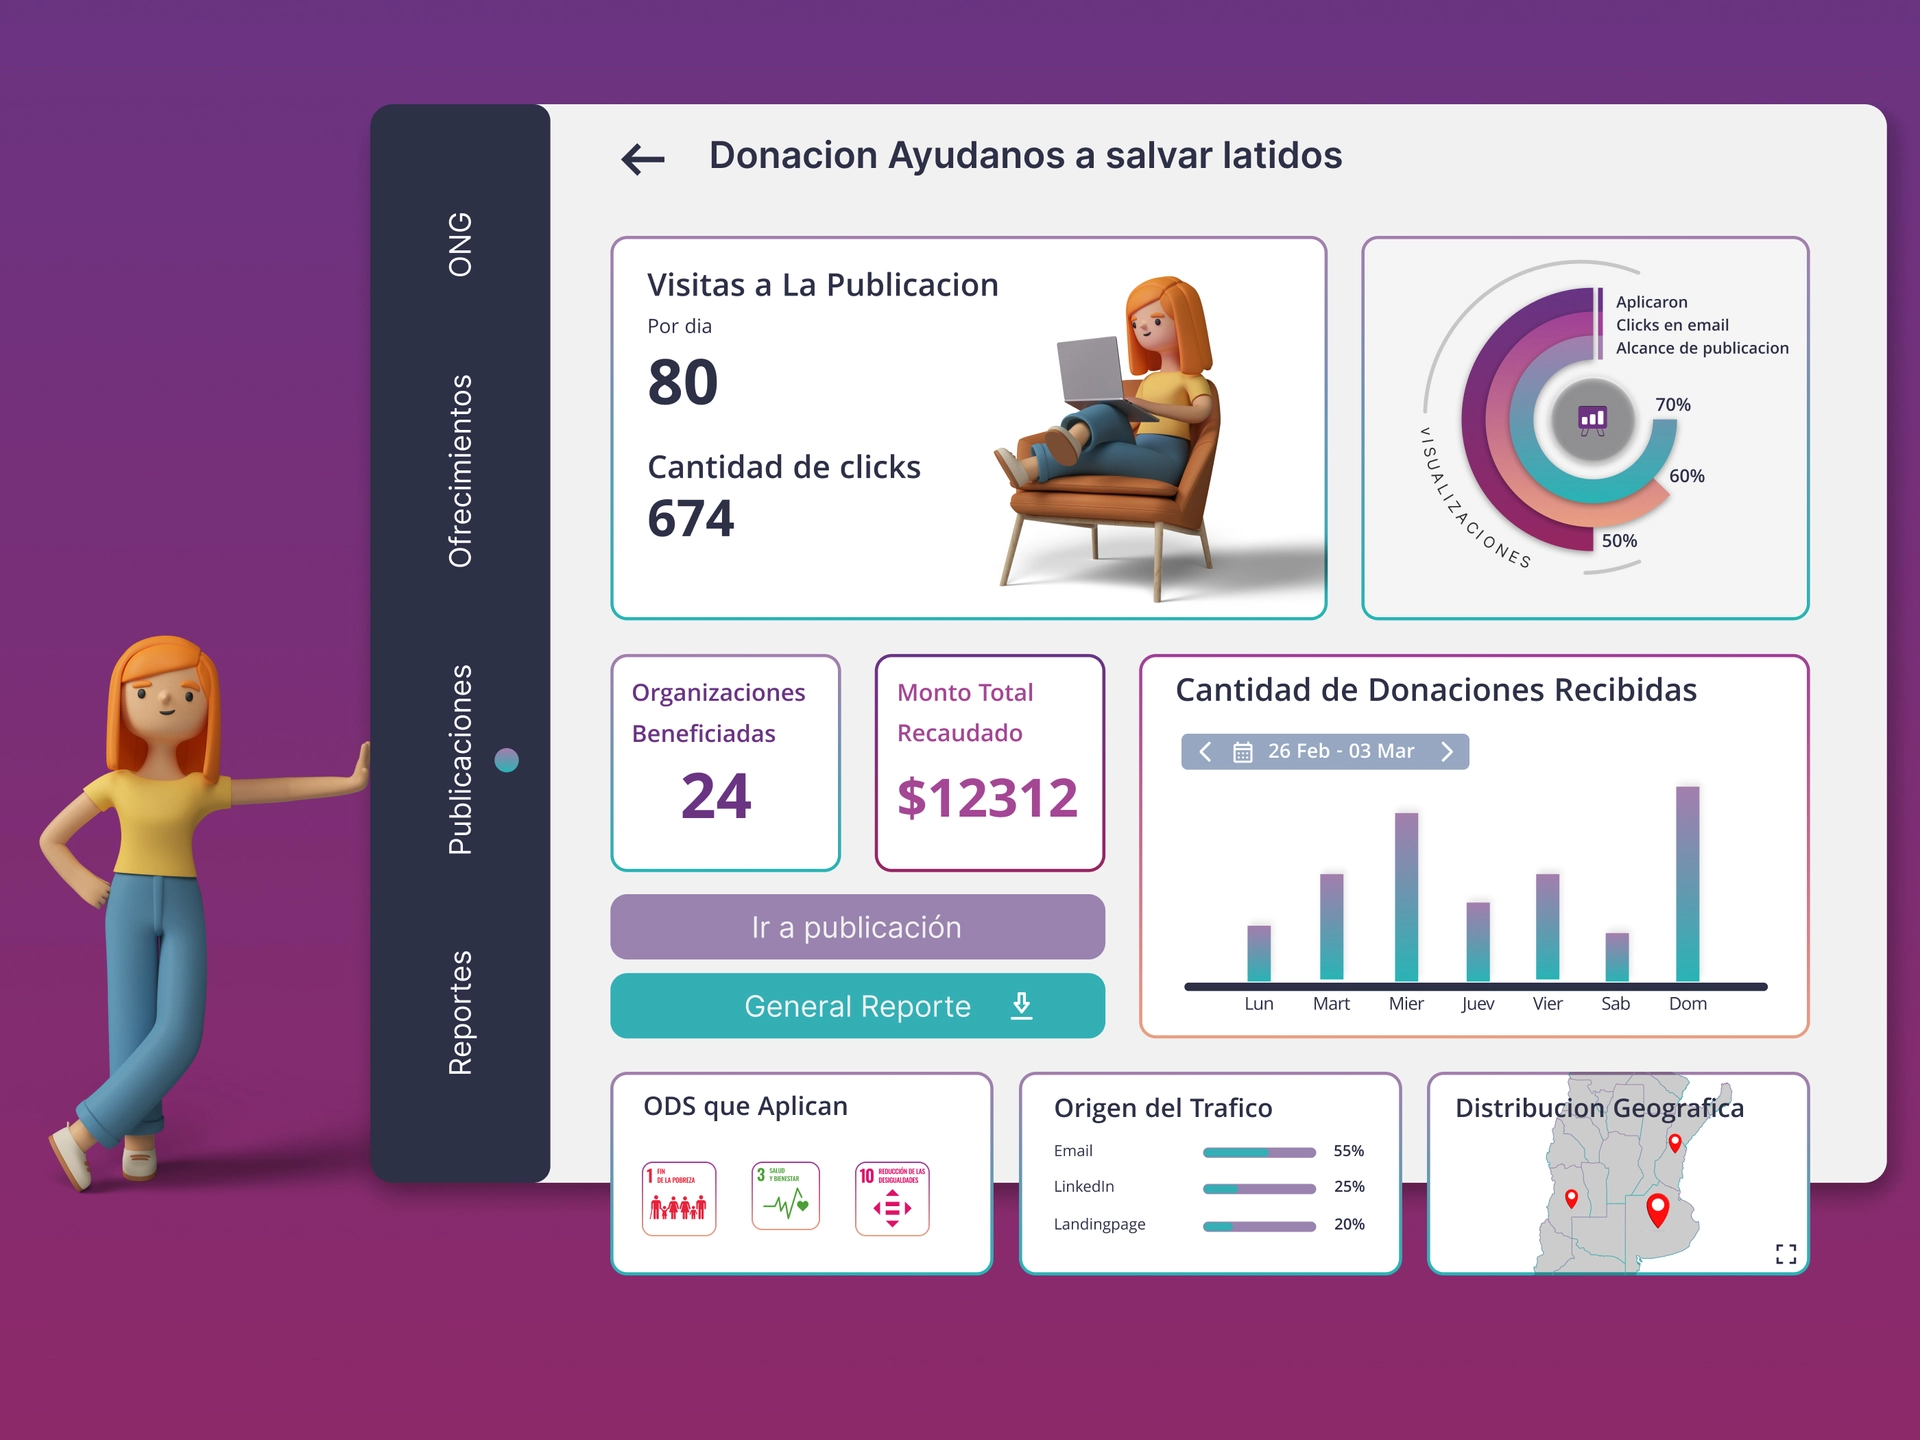 ONG
Ofrecimientos
Publicaciones
Reportes
Donacion Ayudanos a salvar latidos
Visitas a La Publicacion
Por dia
80
Cantidad de clicks
674
Aplicaron
Clicks en email
Alcance de publicacion
70%
60%
50%
vISUALIZACIONES
Organizaciones
Beneficiadas
24
Monto Total
Recaudado
$12312
Ir a publicación
General Reporte
Cantidad de Donaciones Recibidas
26 Feb - 03 Mar
Lun Mart Mier Juev Vier Sab Dom
ODS que Aplican
1 FIN
DE LA POBREZA
3 SALUD
Y BIENESTAR
10 REDUCCIÓN DE LAS
DESIGUALDADES
Origen del Trafico
Email 55%
LinkedIn 25%
Landingpage 20%
Distribucion Geografica